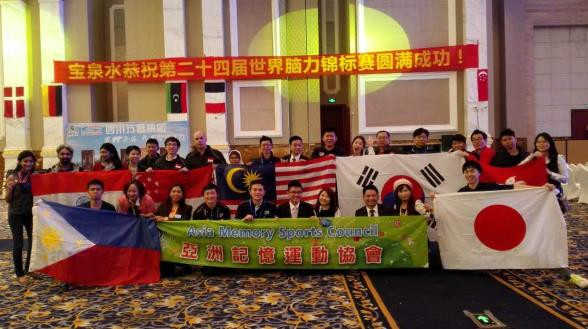 宝泉水恭祝第二十四届世界脑力锦标赛圆满成功！
Asia Memory Sports Council
亞洲記憶運動協會